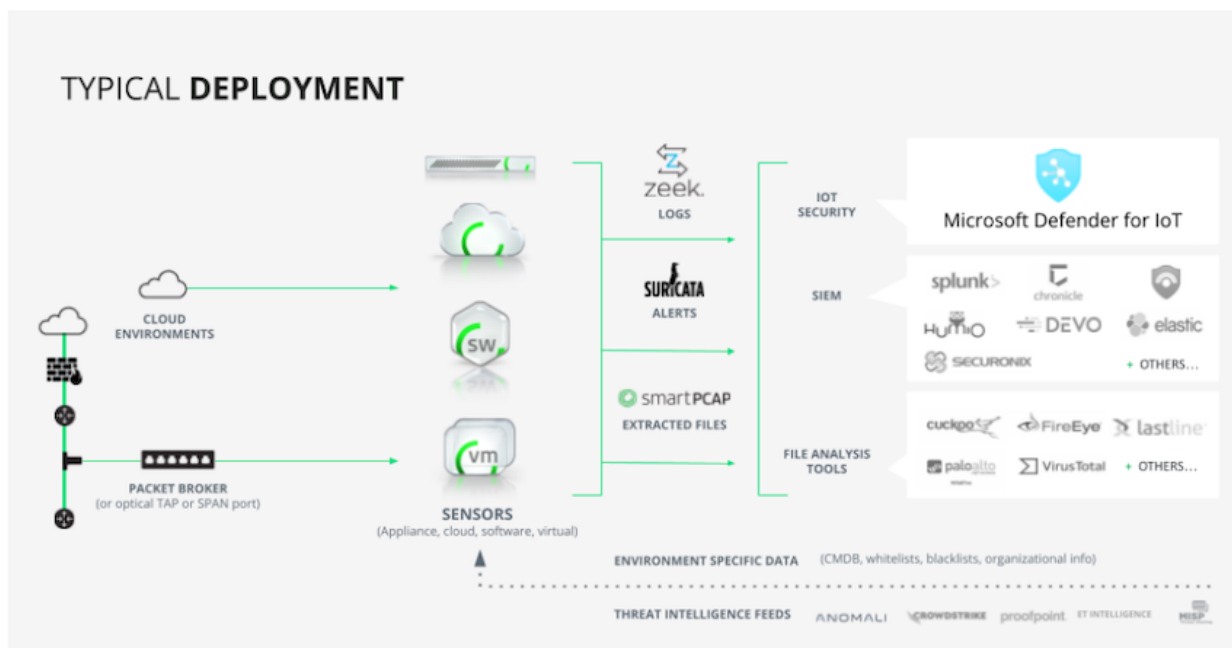 TYPICAL DEPLOYMENT
CLOUD
ENVIRONMENTS
PACKET BROKER
(or optical TAP or SPAN port)
sw
vm
SENSORS
(Appliance, cloud, software, virtual)
zeek.
LOGS
SURICATA
ALERTS
smartPCAP
EXTRACTED FILES
IOT
SECURITY
Microsoft Defender for IoT
SIEM
splunk>
chronicle
HUMIO
DEVO
elastic
SECURONIX
+ OTHERS...
FILE ANALYSIS
TOOLS
cuckoo
FireEye
lastline
paloalto
VirusTotal
+ OTHERS...
ENVIRONMENT SPECIFIC DATA (CMDB, whitelists, blacklists, organizational info)
THREAT INTELLIGENCE FEEDS ANOMALI CROWDSTRIKE proofpoint ET INTELLIGENCE MISP